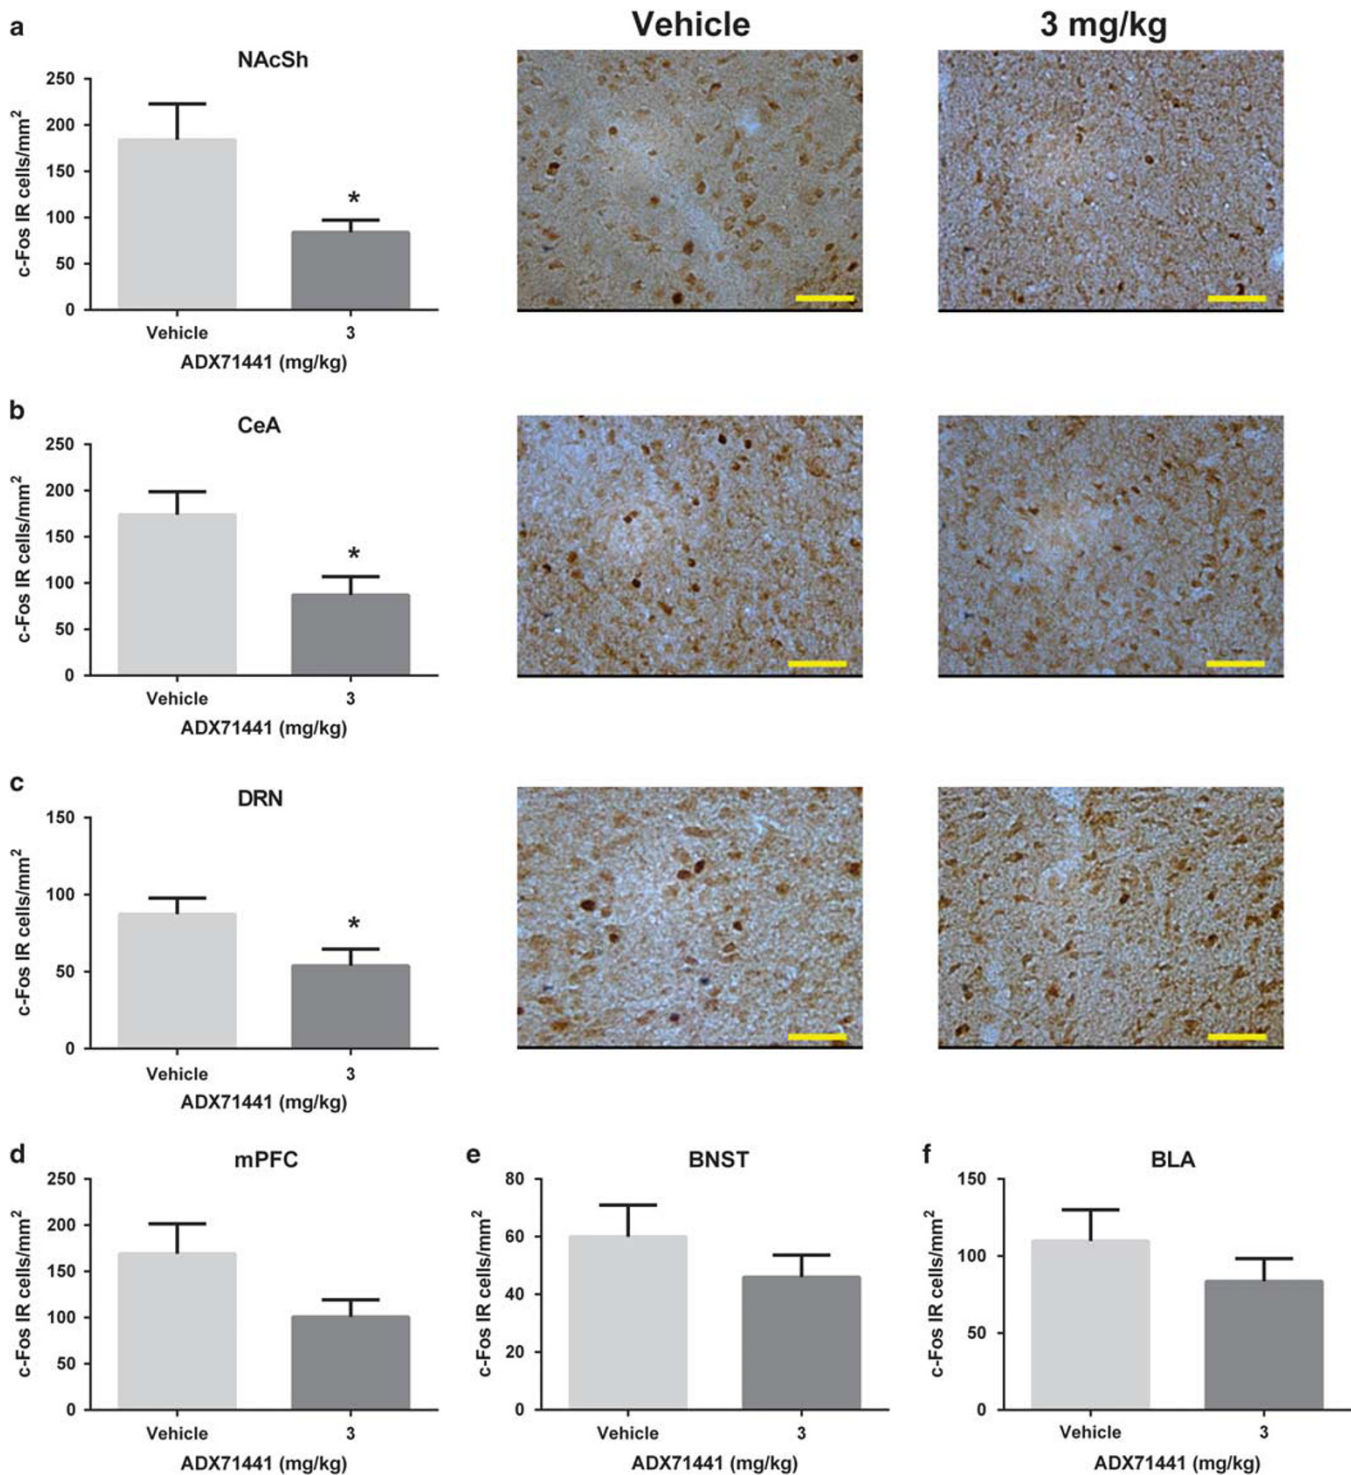 a
Vehicle
3 mg/kg
NAcSh
c-Fos IR cells/mm²
250
200
150
100
50
0
*
Vehicle
3
ADX71441 (mg/kg)
b
CeA
c-Fos IR cells/mm²
250
200
150
100
50
0
*
Vehicle
3
ADX71441 (mg/kg)
c
DRN
c-Fos IR cells/mm²
150
100
50
0
*
Vehicle
3
ADX71441 (mg/kg)
d
mPFC
c-Fos IR cells/mm²
250
200
150
100
50
0
Vehicle
3
ADX71441 (mg/kg)
e
BNST
c-Fos IR cells/mm²
80
60
40
20
0
Vehicle
3
ADX71441 (mg/kg)
f
BLA
c-Fos IR cells/mm²
150
100
50
0
Vehicle
3
ADX71441 (mg/kg)